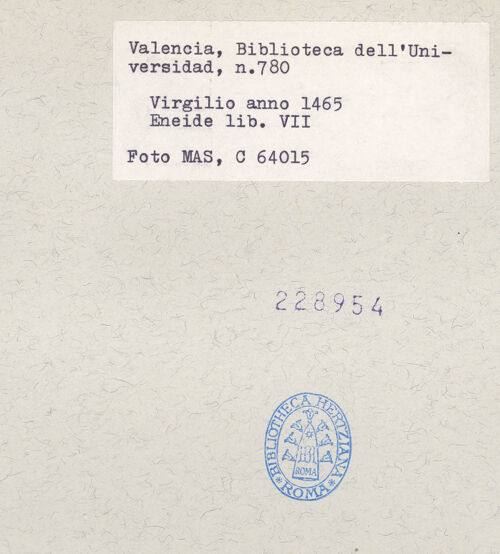 Valencia, Biblioteca dell'Uni-
versidad, n.780
Virgilio anno 1465
Eneide lib. VII
Foto MAS, C 64015
228954
BIBLIOTHECA HERTZIANA
ROMA
* ROMA *